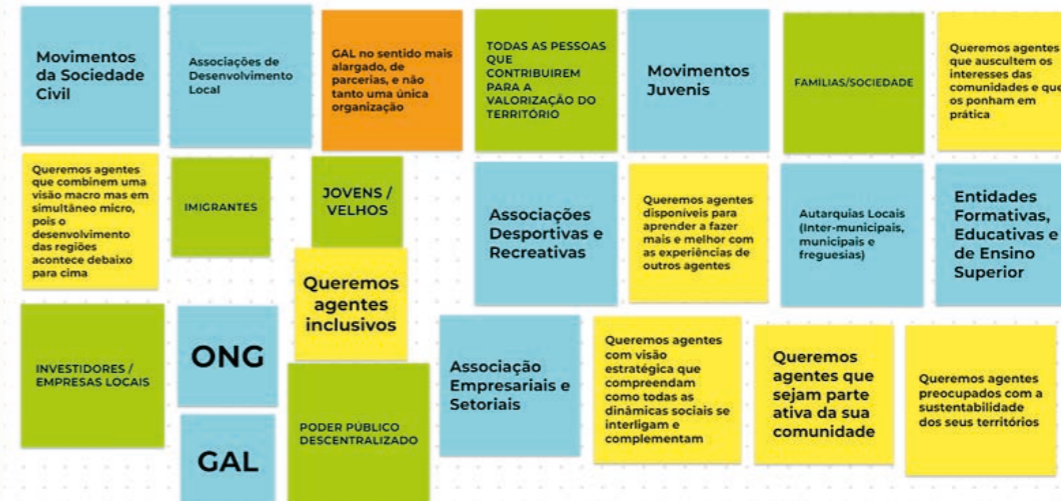 Movimentos
da Sociedade
Civil
Associações de
Desenvolvimento
Local
GAL no sentido mais
alargado, de
parcerias, e não
tanto uma única
organização
TODAS AS PESSOAS
QUE
CONTRIBUIREM
PARA A
VALORIZAÇÃO DO
TERRITÓRIO
Movimentos
Juvenis
FAMÍLIAS/SOCIEDADE
Queremos agentes
que auscultem os
interesses das
comunidades e que
os ponham em
prática
Queremos agentes
que combinem uma
visão macro mas em
simultâneo micro,
pois o
desenvolvimento
das regiões
acontece debaixo
para cima
IMIGRANTES
JOVENS /
VELHOS
Associações
Desportivas e
Recreativas
Queremos agentes
disponíveis para
aprender a fazer
mais e melhor com
as experiências de
outros agentes
Autarquias Locais
(Inter-municipais,
municipais e
freguesias)
Entidades
Formativas,
Educativas e
de Ensino
Superior
Queremos
agentes
inclusivos
INVESTIDORES /
EMPRESAS LOCAIS
ONG
GAL
PODER PÚBLICO
DESCENTRALIZADO
Associação
Empresariais e
Setoriais
Queremos agentes
com visão
estratégica que
compreendam
como todas as
dinâmicas sociais se
interligam e
complementam
Queremos
agentes que
sejam parte
ativa da sua
comunidade
Queremos agentes
preocupados com a
sustentabilidade
dos seus territórios